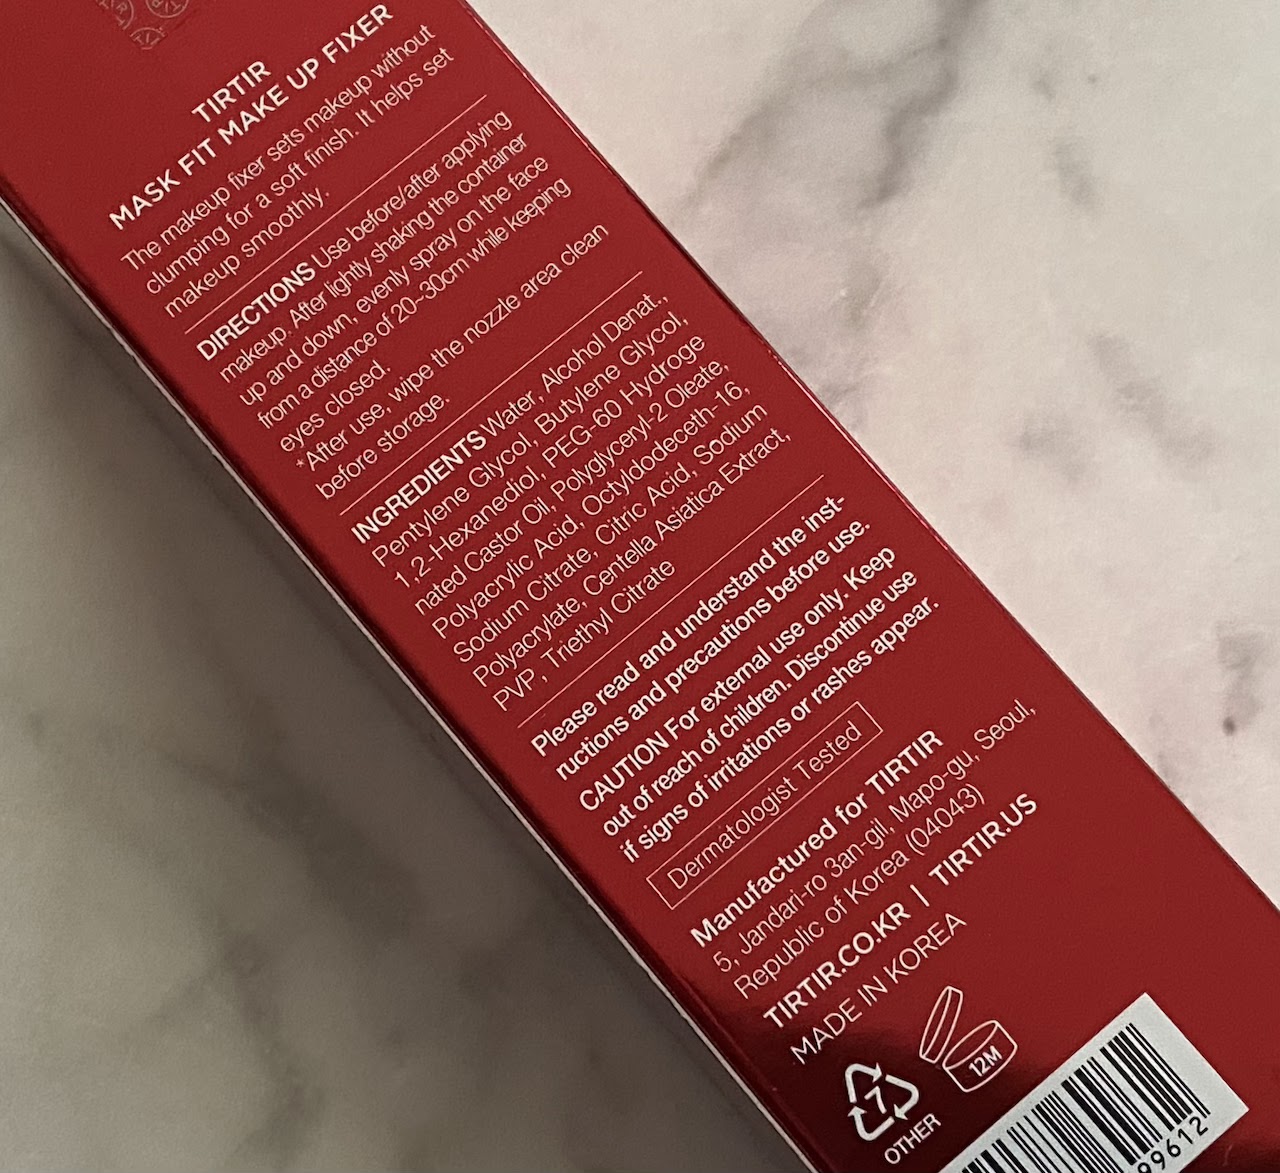 TIRTIR
MASK FIT MAKE UP FIXER
The makeup fixer sets makeup without
clumping for a soft finish. It helps set
makeup smoothly.
DIRECTIONS Use before/after applying
makeup. After lightly shaking the container
up and down, evenly spray on the face
from a distance of 20~30cm while keeping
eyes closed.
*After use, wipe the nozzle area clean
before storage.
INGREDIENTS Water, Alcohol Denat.,
Pentylene Glycol, Butylene Glycol,
1,2-Hexanediol, PEG-60 Hydroge
nated Castor Oil, Polyglyceryl-2 Oleate,
Polyacrylic Acid, Octyldodeceth-16,
Sodium Citrate, Citric Acid, Sodium
Polyacrylate, Centella Asiatica Extract,
PVP , Triethyl Citrate
Please read and understand the inst-
ructions and precautions before use.
CAUTION For external use only. Keep
out of reach of children. Discontinue use
if signs of irritations or rashes appear.
Dermatologist Tested
Manufactured for TIRTIR
5, Jandari-ro 3an-gil, Mapo-gu, Seoul,
Republic of Korea (04043)
TIRTIR.CO.KR | TIRTIR.US
MADE IN KOREA
12M
7
OTHER
99612